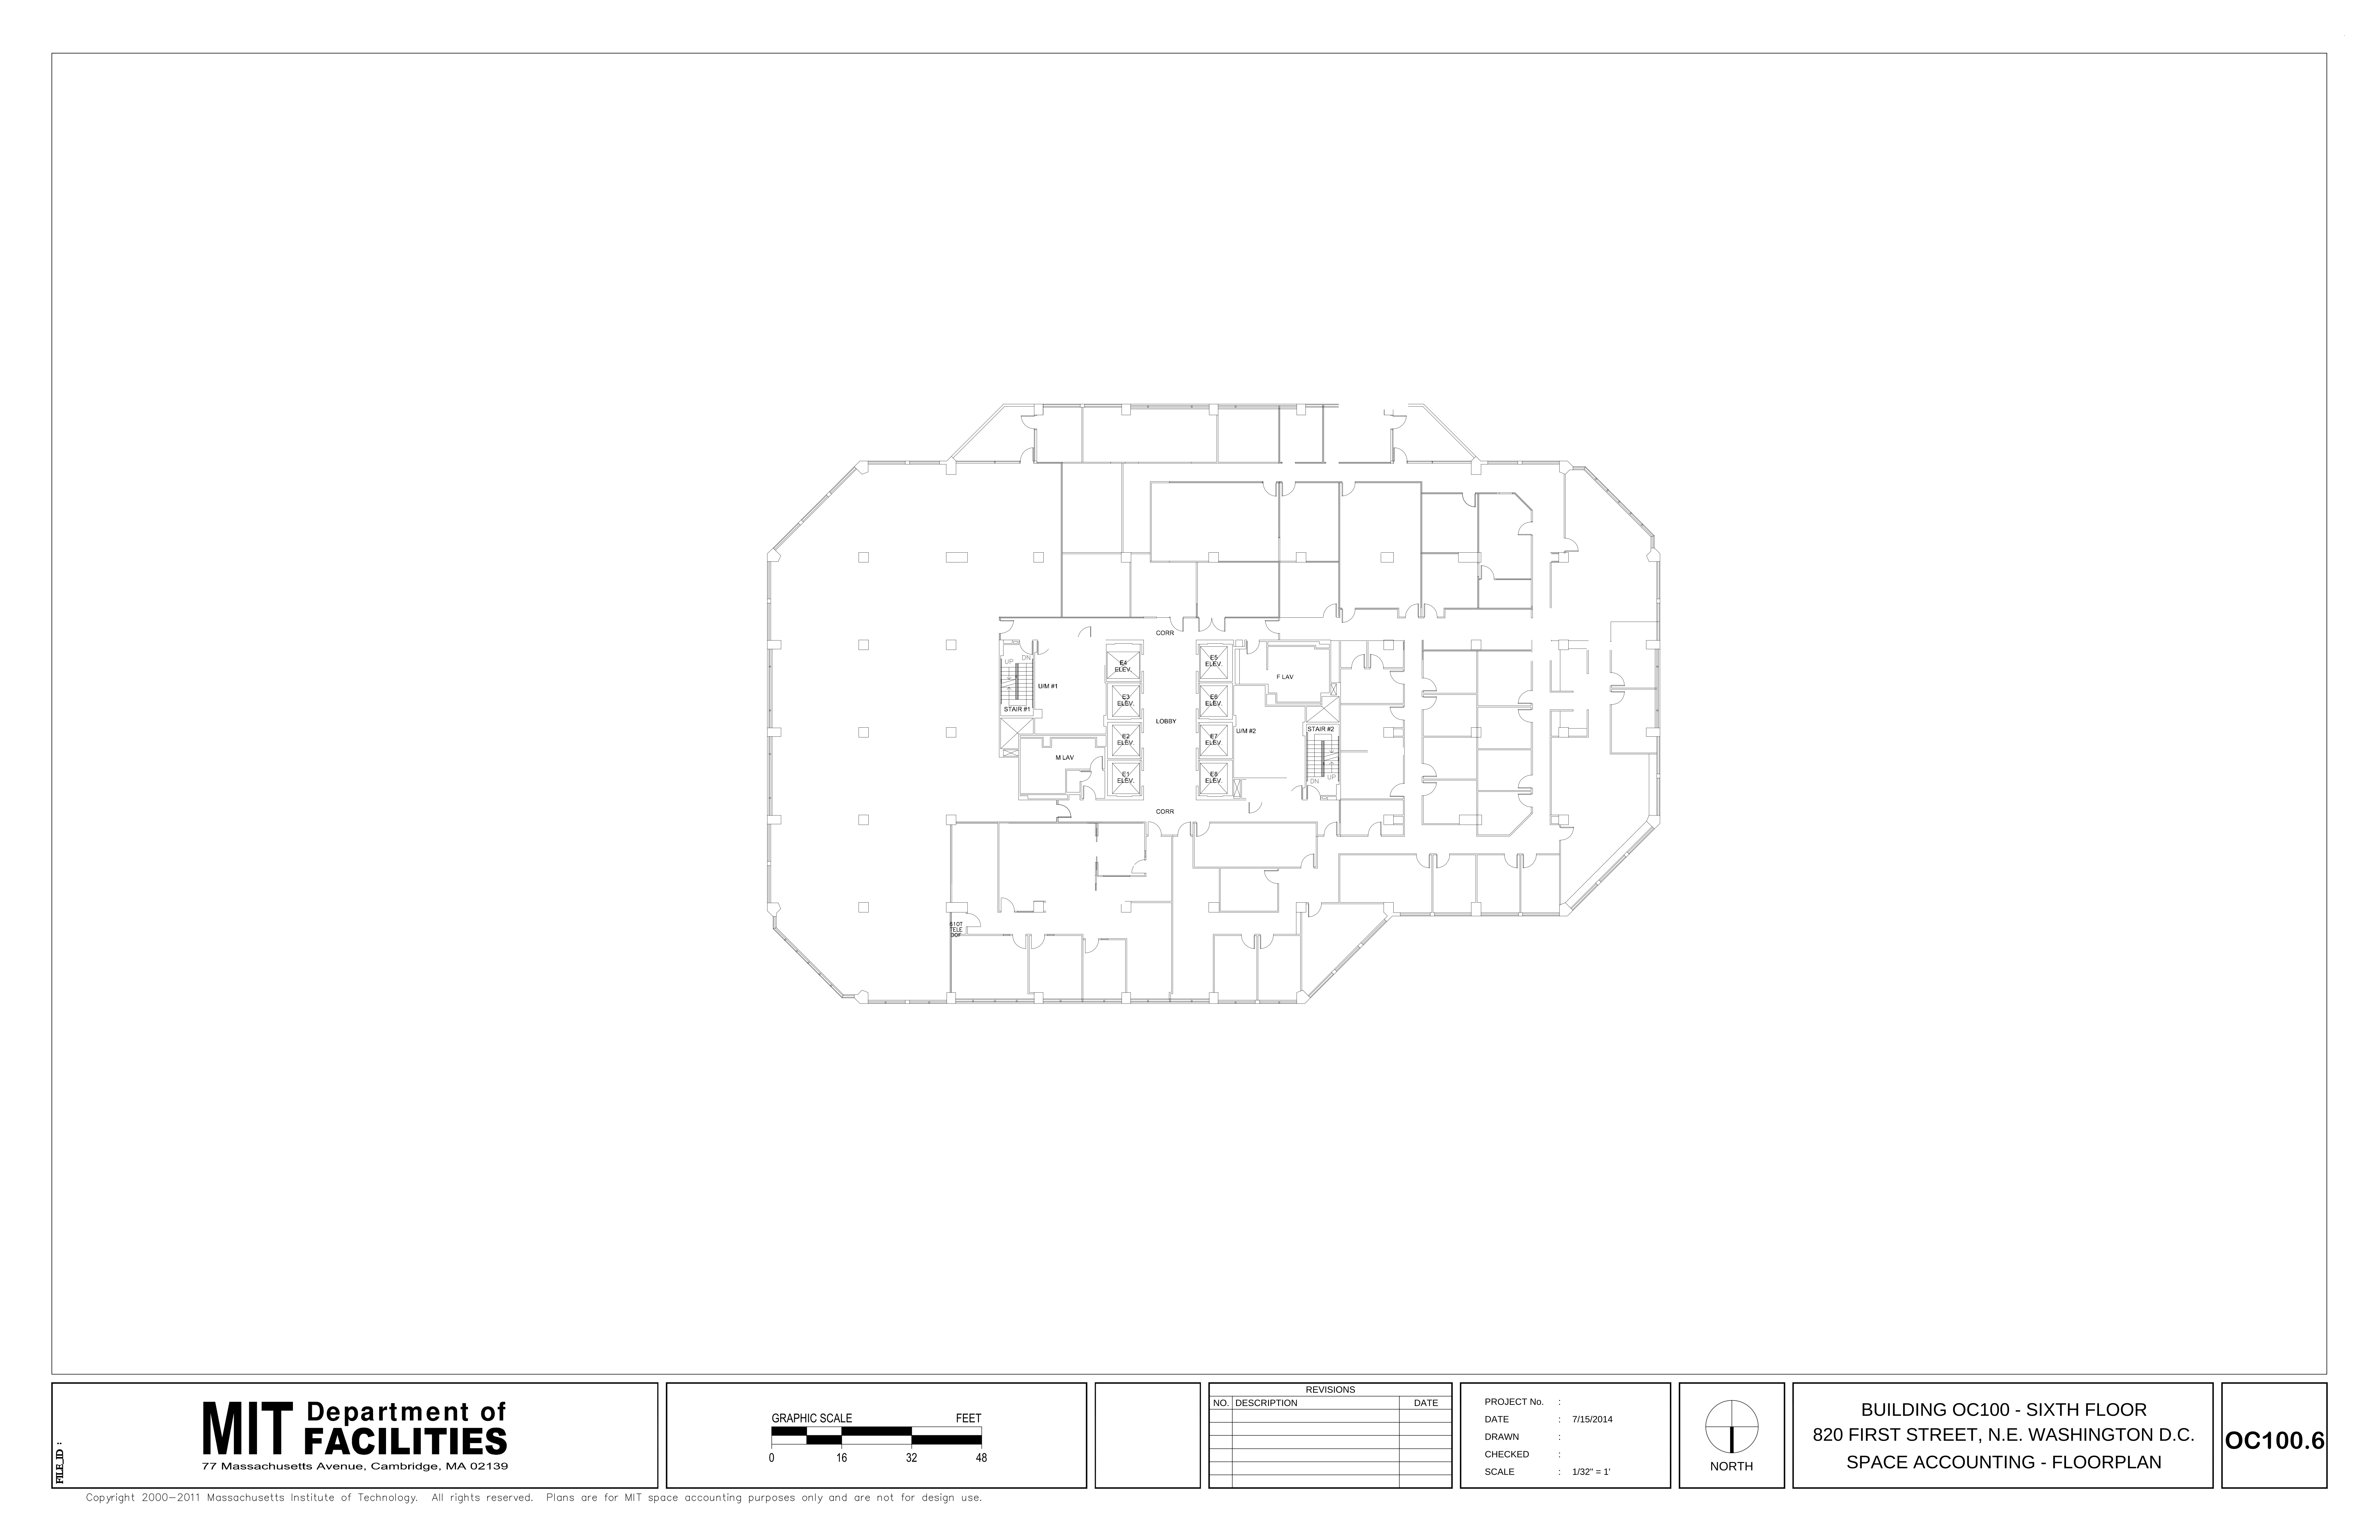 CORR
E4
ELEV.
E5
ELEV.
UP
DN
U/M #1
F LAV
E3
ELEV.
E6
ELEV.
STAIR #1
LOBBY
U/M #2
STAIR #2
E2
ELEV.
E7
ELEV.
M LAV
E1
ELEV.
E8
ELEV.
DN
UP
CORR
610T
TELE
MIT Department of
FACILITIES
77 Massachusetts Avenue, Cambridge, MA 02139
FILE_ID :
GRAPHIC SCALE FEET
0 16 32 48
REVISIONS
NO. DESCRIPTION DATE
PROJECT No. :
DATE : 7/15/2014
DRAWN :
CHECKED :
SCALE : 1/32" = 1'
NORTH
BUILDING OC100 - SIXTH FLOOR
820 FIRST STREET, N.E. WASHINGTON D.C.
SPACE ACCOUNTING - FLOORPLAN
OC100.6
Copyright 2000-2011 Massachusetts Institute of Technology. All rights reserved. Plans are for MIT space accounting purposes only and are not for design use.